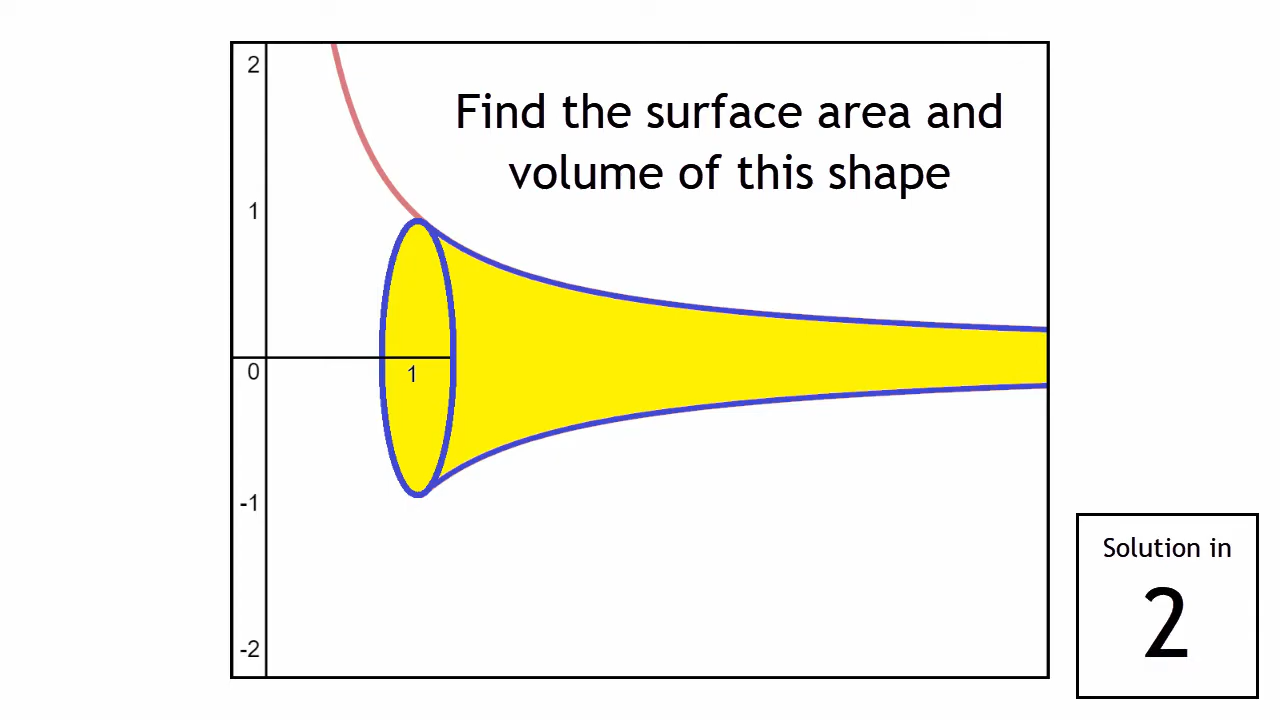 2
Find the surface area and
volume of this shape
1
0
1
-1
-2
Solution in
2